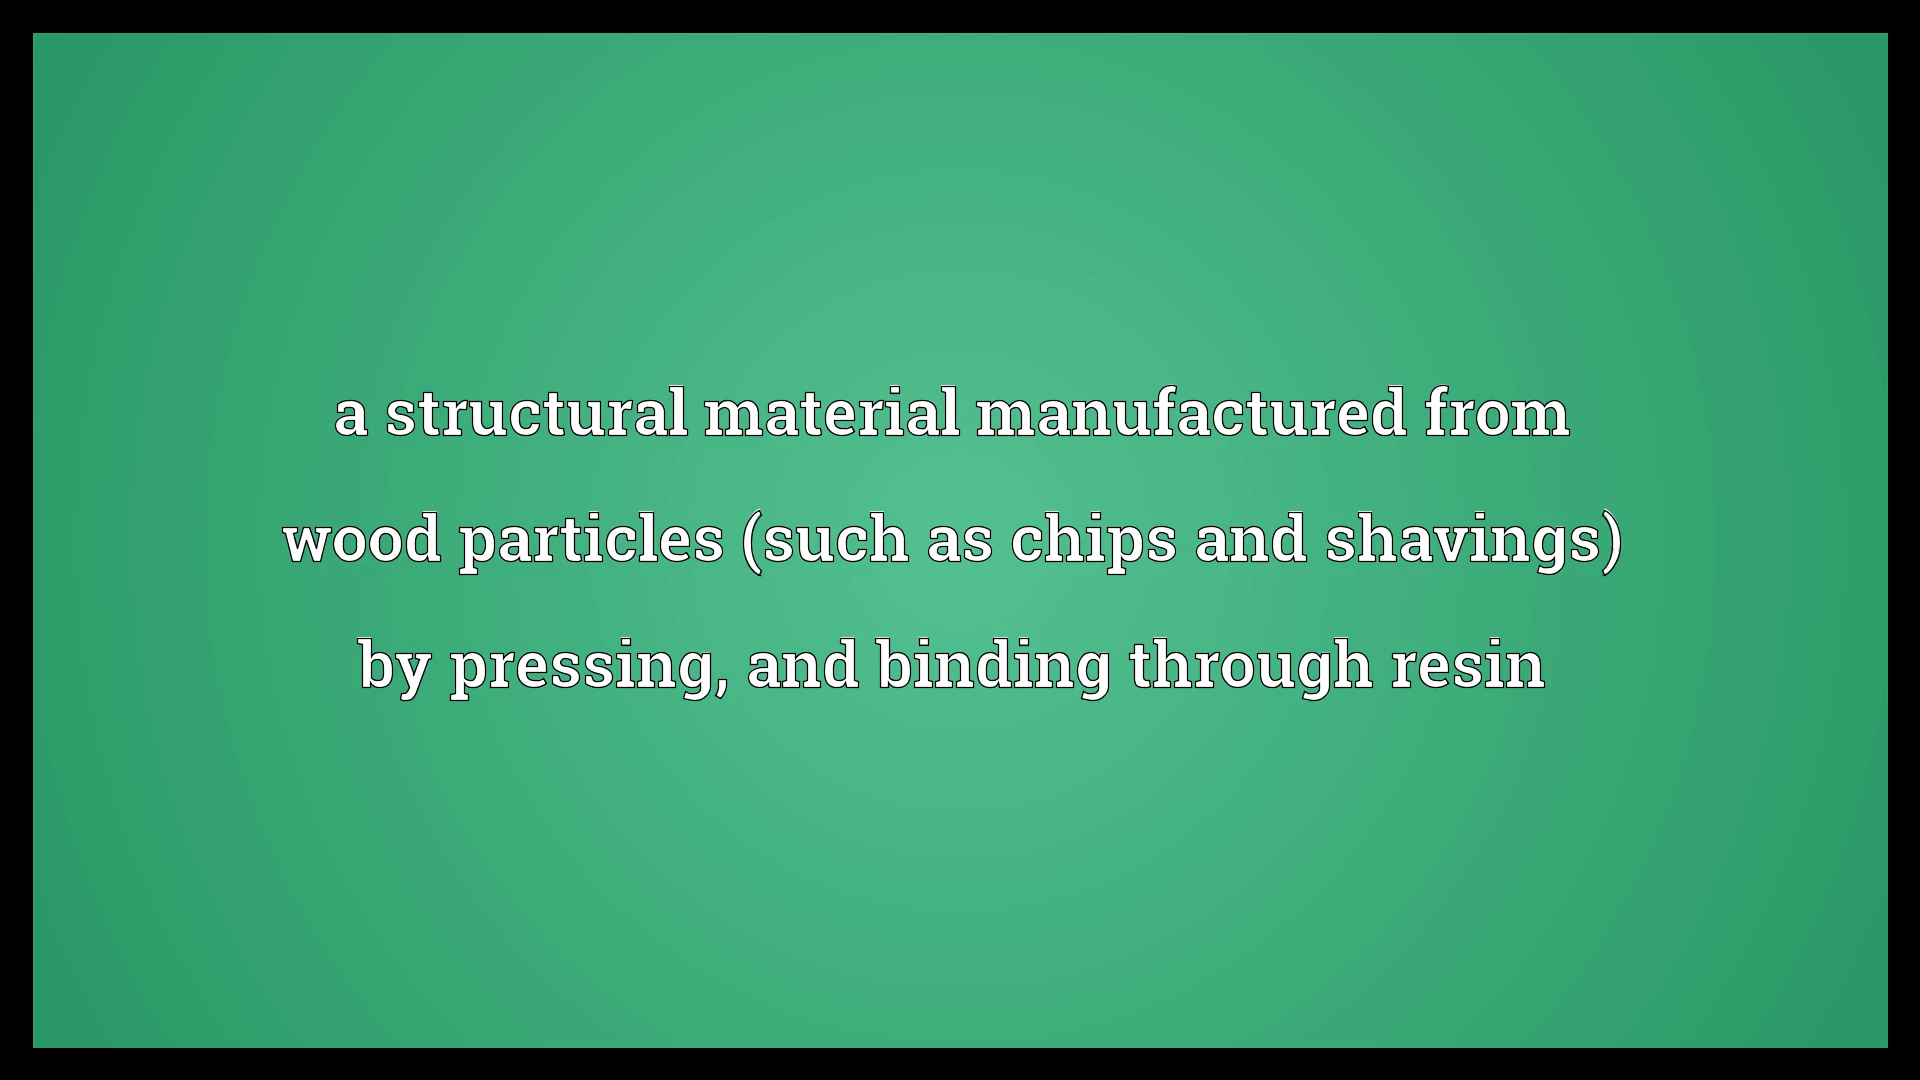 a structural material manufactured from
wood particles (such as chips and shavings)
by pressing, and binding through resin